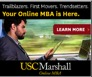 Trailblazers. First Movers. Trendsetters.
Your Online MBA is Here.
LEARN MORE
USC Marshall
Online MBA